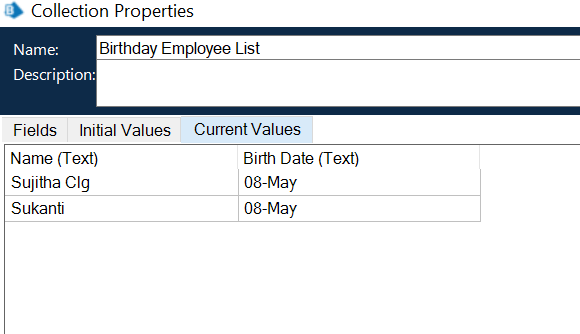 Collection Properties
Name: Birthday Employee List
Description:
Fields Initial Values Current Values
Name (Text) Birth Date (Text)
Sujitha Clg 08-May
Sukanti 08-May